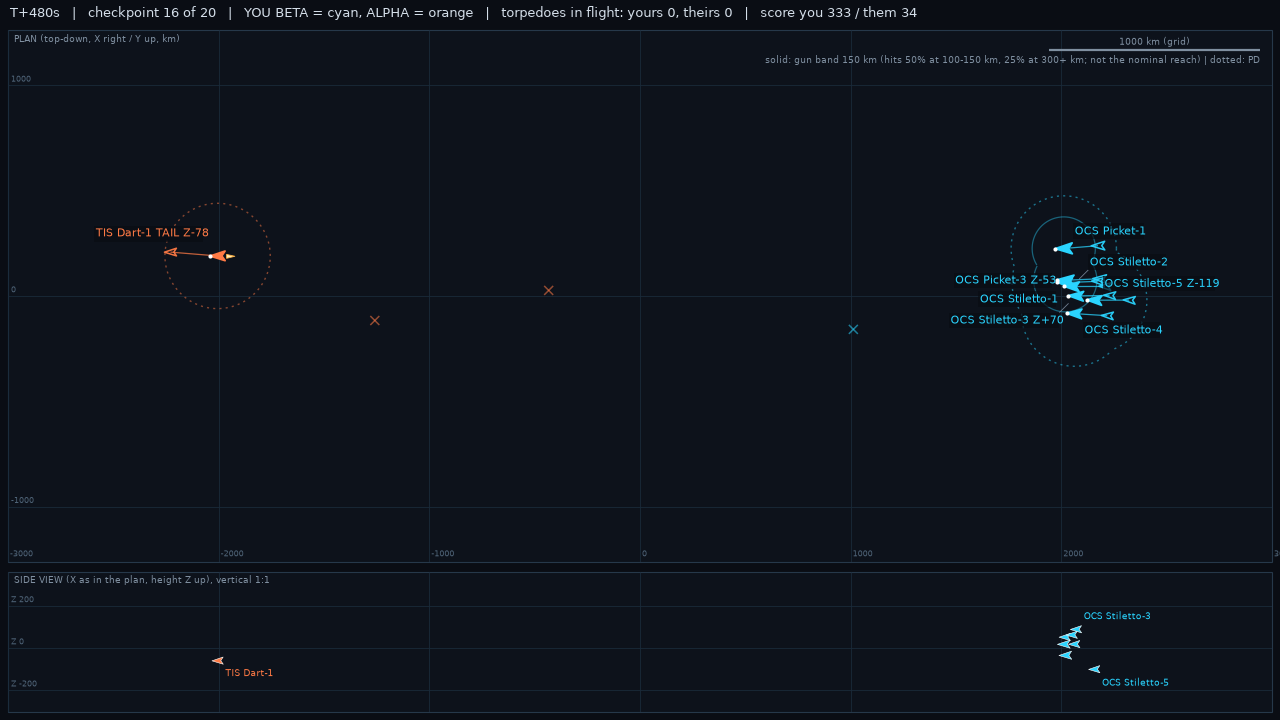 T+480s | checkpoint 16 of 20 | YOU BETA = cyan, ALPHA = orange | torpedoes in flight: yours 0, theirs 0 | score you 333 / them 34
PLAN (top-down, X right / Y up, km)
1000 km (grid)
solid: gun band 150 km (hits 50% at 100-150 km, 25% at 300+ km; not the nominal reach) | dotted: PD
1000
TIS Dart-1 TAIL Z-78
OCS Picket-1
OCS Stiletto-2
OCS Picket-3 Z-53
OCS Stiletto-5 Z-119
0
OCS Stiletto-1
OCS Stiletto-3 Z+70
OCS Stiletto-4
-1000
-3000
-2000
-1000
0
1000
2000
SIDE VIEW (X as in the plan, height Z up), vertical 1:1
Z 200
OCS Stiletto-3
Z 0
TIS Dart-1
OCS Stiletto-5
Z -200